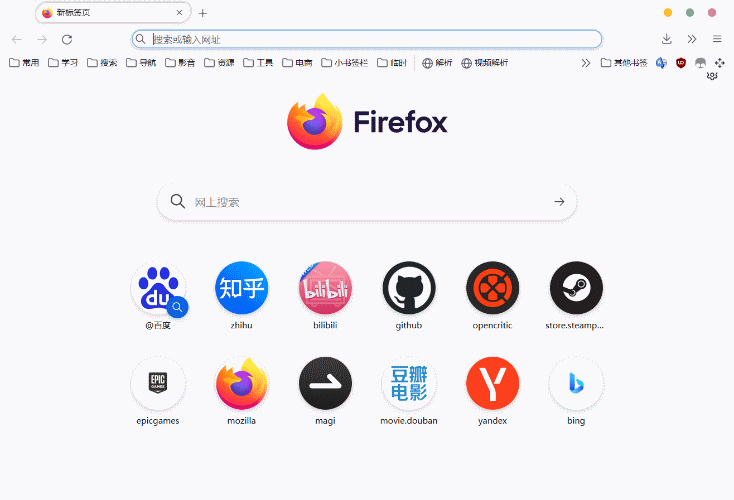 新标签页
搜索或输入网址
常用 学习 搜索 导航 影音 资源 工具 电商 小书签栏 临时 解析 视频解析 其他书签
Firefox
网上搜索
du 知乎 bilibili
@百度 zhihu bilibili github opencritic store.steamp...
EPIC GAMES 豆瓣电影
epicgames mozilla magi movie.douban yandex bing